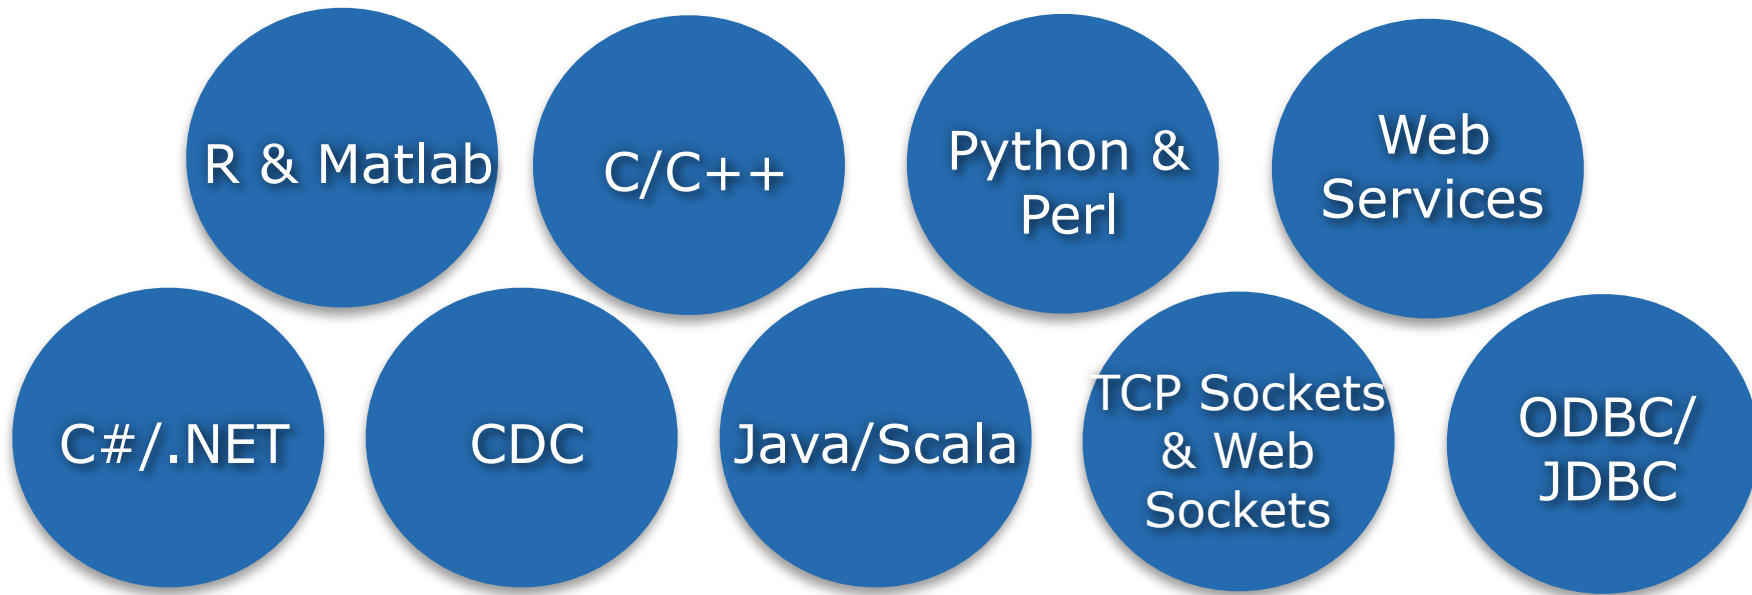 R & Matlab
C/C++
Python &
Perl
Web
Services
C#/.NET
CDC
Java/Scala
TCP Sockets
& Web
Sockets
ODBC/
JDBC